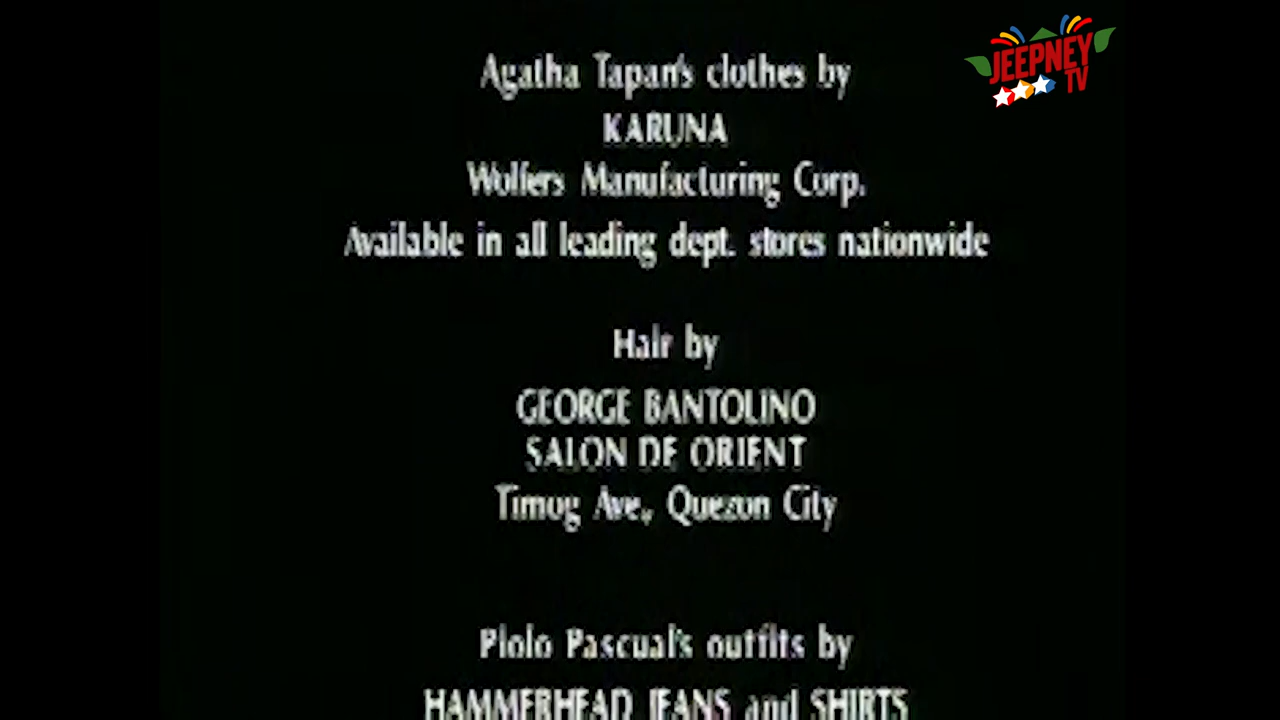 JEEPNEY
TV
Agatha Tapan's clothes by
KARUNA
Wolfers Manufacturing Corp.
Available in all leading dept. stores nationwide
Hair by
GEORGE BANTOLINO
SALON DE ORIENT
Timog Ave., Quezon City
Piolo Pascual's outfits by
HAMMERHEAD JEANS and SHIRTS